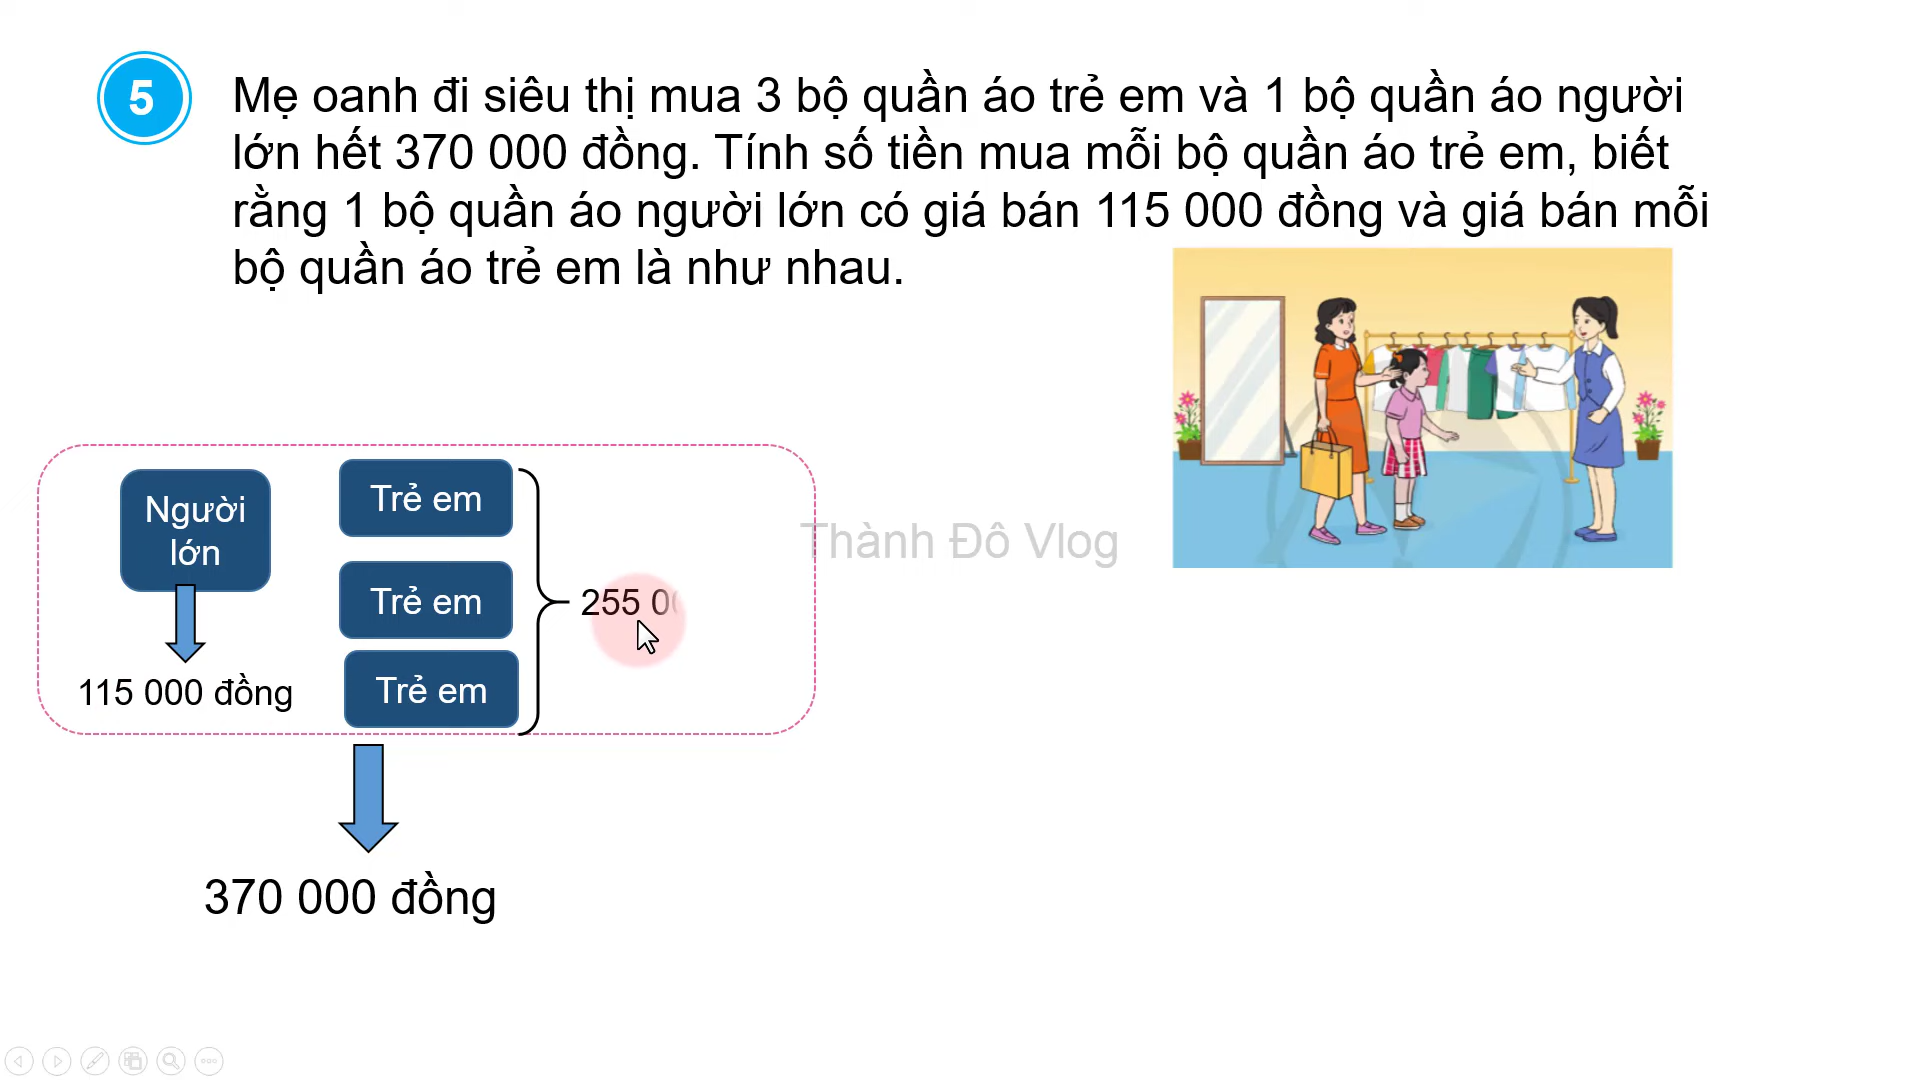 5
Mẹ oanh đi siêu thị mua 3 bộ quần áo trẻ em và 1 bộ quần áo người
lớn hết 370 000 đồng. Tính số tiền mua mỗi bộ quần áo trẻ em, biết
rằng 1 bộ quần áo người lớn có giá bán 115 000 đồng và giá bán mỗi
bộ quần áo trẻ em là như nhau.
Người
lớn
Trẻ em
Trẻ em
Trẻ em
255 0
115 000 đồng
370 000 đồng
Thành Đô Vlog